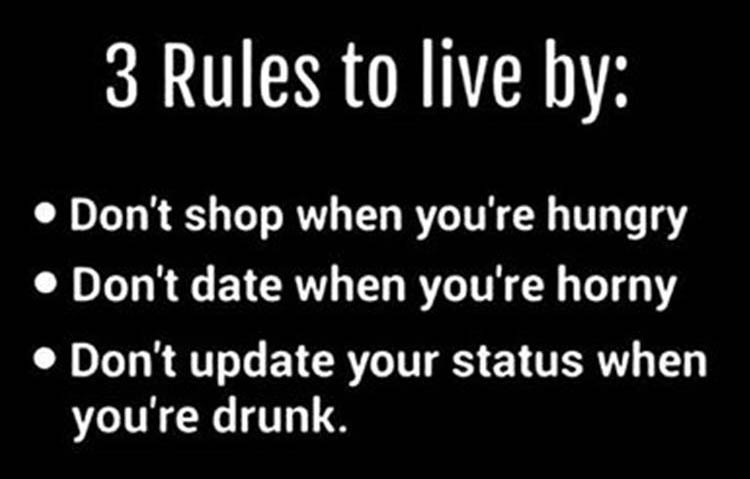 3 Rules to live by:
• Don't shop when you're hungry
• Don't date when you're horny
• Don't update your status when
you're drunk.